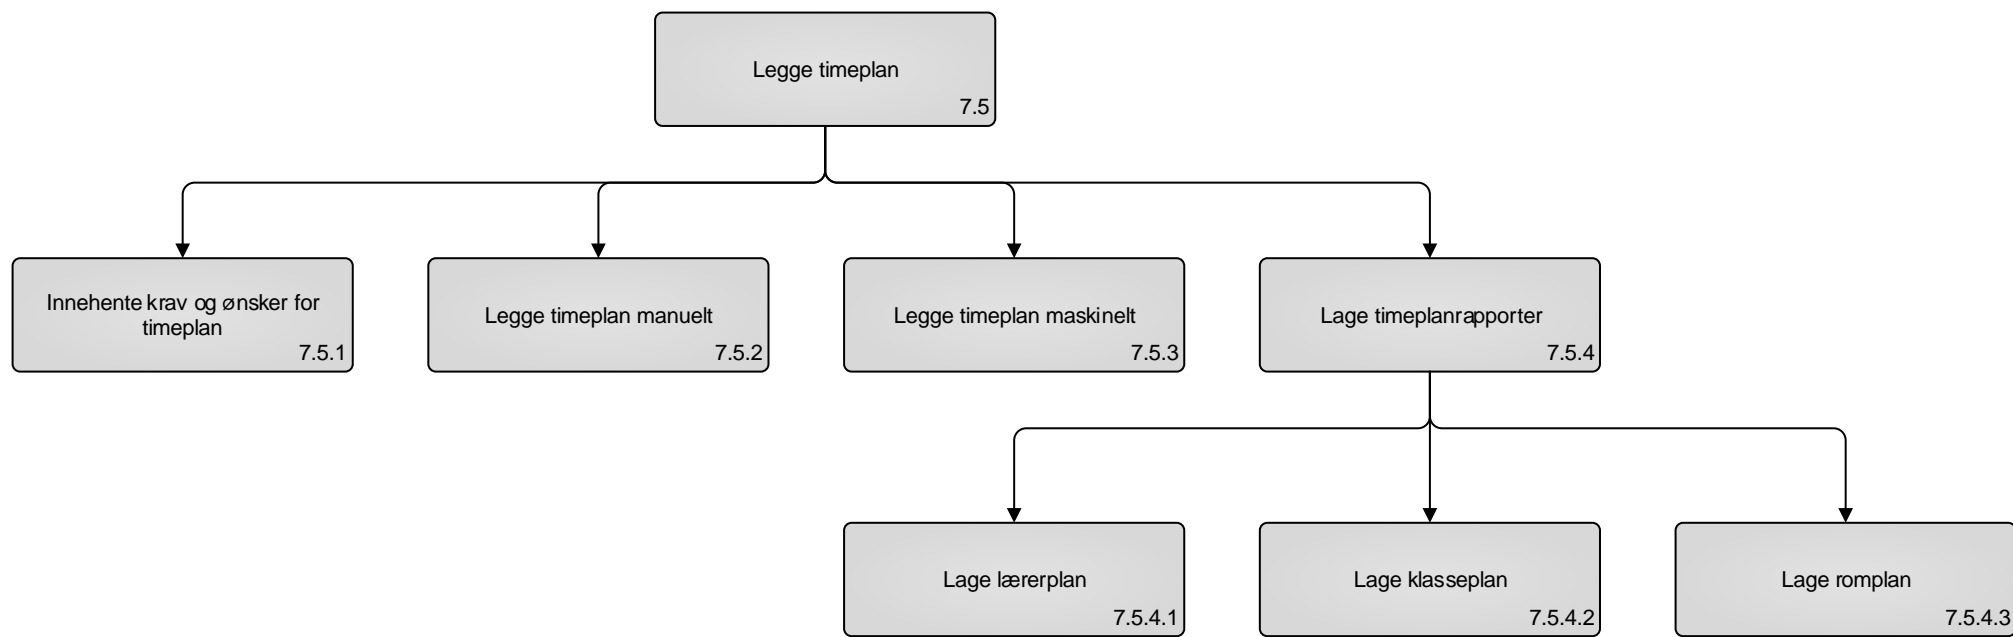 Legge timeplan
7.5
Innehente krav og ønsker for
timeplan
7.5.1
Legge timeplan manuelt
7.5.2
Legge timeplan maskinelt
7.5.3
Lage timeplanrapporter
7.5.4
Lage lærerplan
7.5.4.1
Lage klasseplan
7.5.4.2
Lage romplan
7.5.4.3